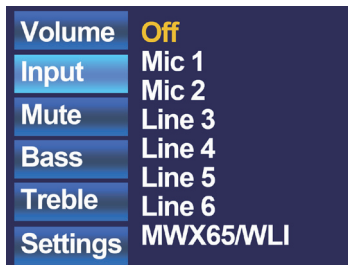 Volume
Input
Mute
Bass
Treble
Settings
Off
Mic 1
Mic 2
Line 3
Line 4
Line 5
Line 6
MWX65/WLI